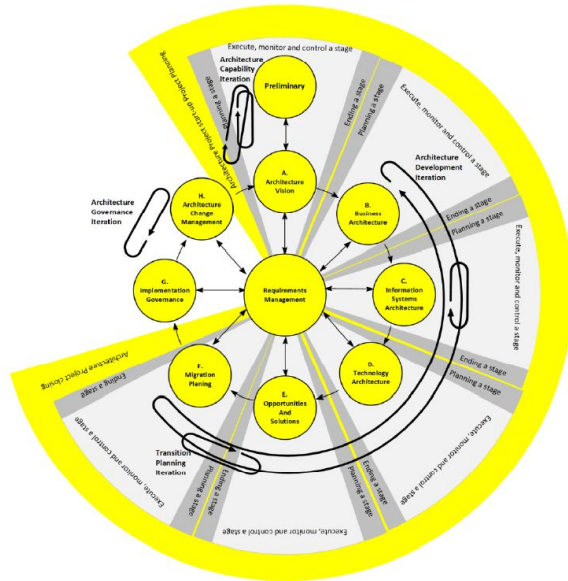 Execute, monitor and control a stage
Architecture
Capability
Iteration
Preliminary
Planning a stage
Architecture Project start-up Project Planning
Ending a stage
Planning a stage
Execute, monitor and control a stage
A.
Architecture
Vision
Architecture
Development
Iteration
H.
Architecture
Change
Management
B.
Business
Architecture
Architecture
Governance
Iteration
Ending a stage
Planning a stage
Execute, monitor and control a stage
G.
Implementation
Governance
Requirements
Management
C.
Information
Systems
Architecture
Architecture Project closing
Ending a stage
Ending a stage
Planning a stage
F.
Migration
Planing
D.
Technology
Architecture
E.
Opportunities
And
Solutions
Execute, monitor and control a stage
Execute, monitor and control a stage
Transition
Planning
Iteration
Ending a stage
Planning a stage
Ending a stage
Planning a stage
Execute, monitor and control a stage